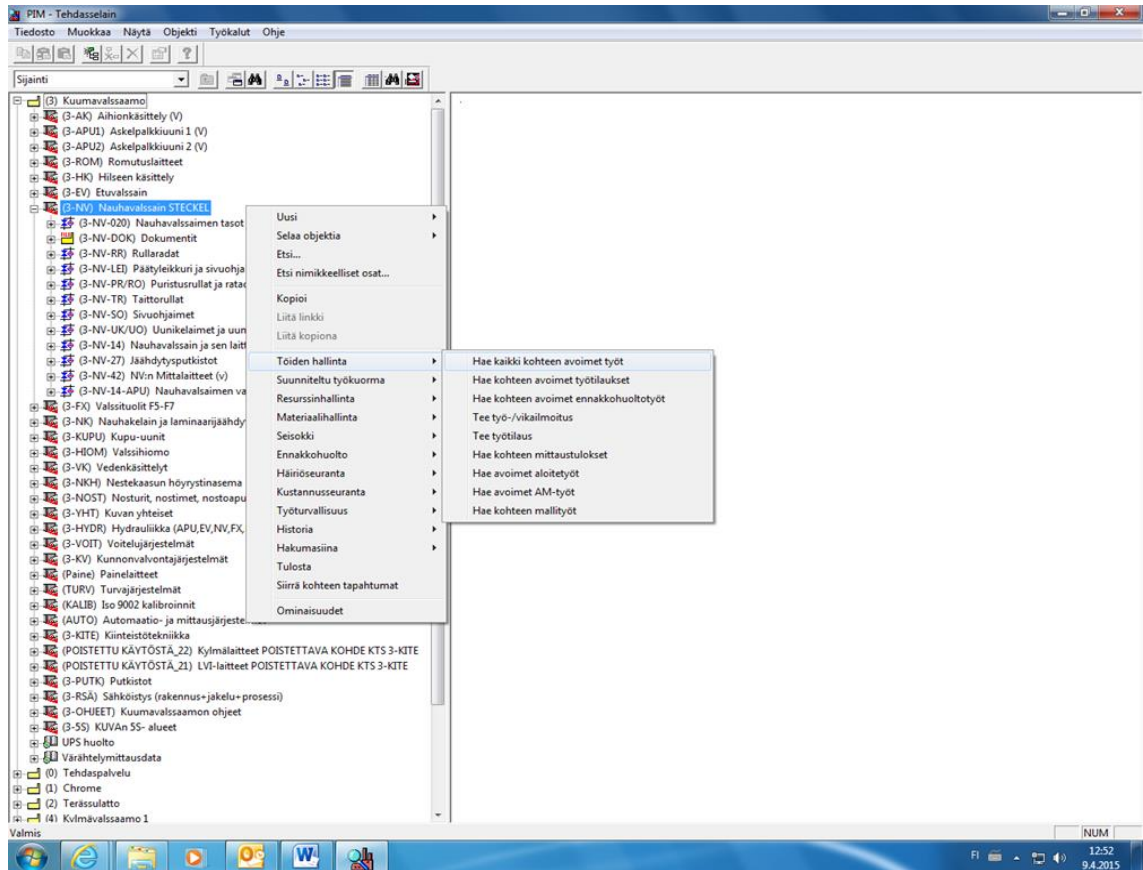 PIM - Tehdasselain
Tiedosto Muokkaa Näytä Objekti Työkalut Ohje
Sijainti
(3) Kuumavalssaamo
(3-AK) Aihionkäsittely (V)
(3-APU1) Askelpalkkiuuni 1 (V)
(3-APU2) Askelpalkkiuuni 2 (V)
(3-ROM) Romutuslaitteet
(3-HK) Hilseen käsittely
(3-EV) Etuvalssain
(3-NV) Nauhavalssain STECKEL
(3-NV-020) Nauhavalssaimen tasot
(3-NV-DOK) Dokumentit
(3-NV-RR) Rullaradat
(3-NV-LEI) Päätyleikkuri ja sivuohja
(3-NV-PR/RO) Puristusrullat ja ratao
(3-NV-TR) Taittorullat
(3-NV-SO) Sivuohjaimet
(3-NV-UK/UO) Uunikelaimet ja uun
(3-NV-14) Nauhavalssain ja sen lait
(3-NV-27) Jäähdytysputkistot
(3-NV-42) NV:n Mittalaitteet (v)
(3-NV-14-APU) Nauhavalsaimen va
(3-FX) Valssituolit F5-F7
(3-NK) Nauhakelain ja laminaarijäähdy
(3-KUPU) Kupu-uunit
(3-HIOM) Valssihiomo
(3-VK) Vedenkäsittelyt
(3-NKH) Nestekaasun höyrystinasema
(3-NOST) Nosturit, nostimet, nostoapu
(3-YHT) Kuvan yhteiset
(3-HYDR) Hydrauliikka (APU,EV,NV,FX,
(3-VOIT) Voitelujärjestelmät
(3-KV) Kunnonvalvontajärjestelmät
(Paine) Painelaitteet
(TURV) Turvajärjestelmät
(KALIB) Iso 9002 kalibroinnit
(AUTO) Automaatio- ja mittausjärjeste
(3-KITE) Kiinteistötekniikka
(POISTETTU KÄYTÖSTÄ_22) Kylmälaitteet POISTETTAVA KOHDE KTS 3-KITE
(POISTETTU KÄYTÖSTÄ_21) LVI-laitteet POISTETTAVA KOHDE KTS 3-KITE
(3-PUTK) Putkistot
(3-RSÄ) Sähköistys (rakennus+jakelu+prosessi)
(3-OHJEET) Kuumavalssaamon ohjeet
(3-5S) KUVAn 5S- alueet
UPS huolto
Värähtelymittausdata
(0) Tehdaspalvelu
(1) Chrome
(2) Terässulatto
(4) Kylmävalssaamo 1
Uusi
Selaa objektia
Etsi...
Etsi nimikkeelliset osat...
Kopioi
Liitä linkki
Liitä kopiona
Töiden hallinta
Suunniteltu työkuorma
Resurssinhallinta
Materiaalihallinta
Seisokki
Ennakkohuolto
Häiriöseuranta
Kustannusseuranta
Työturvallisuus
Historia
Hakumasiina
Tulosta
Siirrä kohteen tapahtumat
Ominaisuudet
Hae kaikki kohteen avoimet työt
Hae kohteen avoimet työtilaukset
Hae kohteen avoimet ennakkohuoltotyöt
Tee työ-/vikailmoitus
Tee työtilaus
Hae kohteen mittaustulokset
Hae avoimet aloitetyöt
Hae avoimet AM-työt
Hae kohteen mallityöt
Valmis
NUM
FI
12:52
9.4.2015